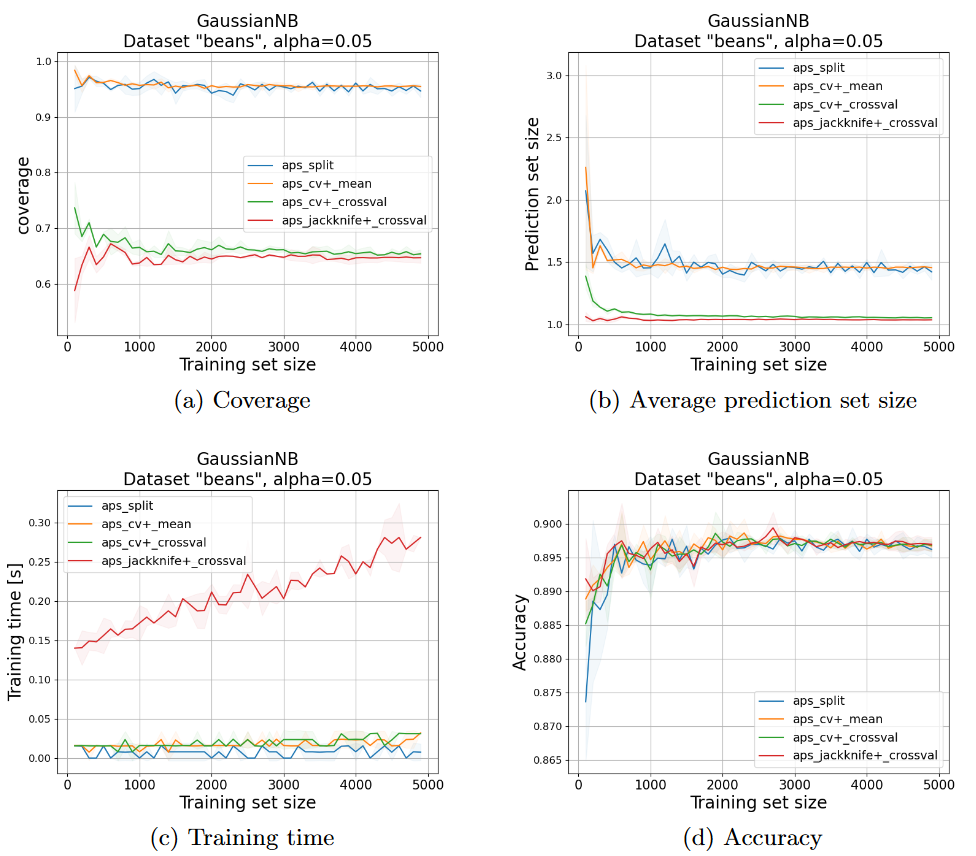 GaussianNB
Dataset "beans", alpha=0.05
1.0
0.9
0.8
0.7
0.6
coverage
aps_split
aps_cv+_mean
aps_cv+_crossval
aps_jackknife+_crossval
0 1000 2000 3000 4000 5000
Training set size
(a) Coverage
GaussianNB
Dataset "beans", alpha=0.05
3.0
2.5
2.0
1.5
1.0
Prediction set size
aps_split
aps_cv+_mean
aps_cv+_crossval
aps_jackknife+_crossval
0 1000 2000 3000 4000 5000
Training set size
(b) Average prediction set size
GaussianNB
Dataset "beans", alpha=0.05
0.30
0.25
0.20
0.15
0.10
0.05
0.00
Training time [s]
aps_split
aps_cv+_mean
aps_cv+_crossval
aps_jackknife+_crossval
0 1000 2000 3000 4000 5000
Training set size
(c) Training time
GaussianNB
Dataset "beans", alpha=0.05
0.900
0.895
0.890
0.885
0.880
0.875
0.870
0.865
Accuracy
aps_split
aps_cv+_mean
aps_cv+_crossval
aps_jackknife+_crossval
0 1000 2000 3000 4000 5000
Training set size
(d) Accuracy